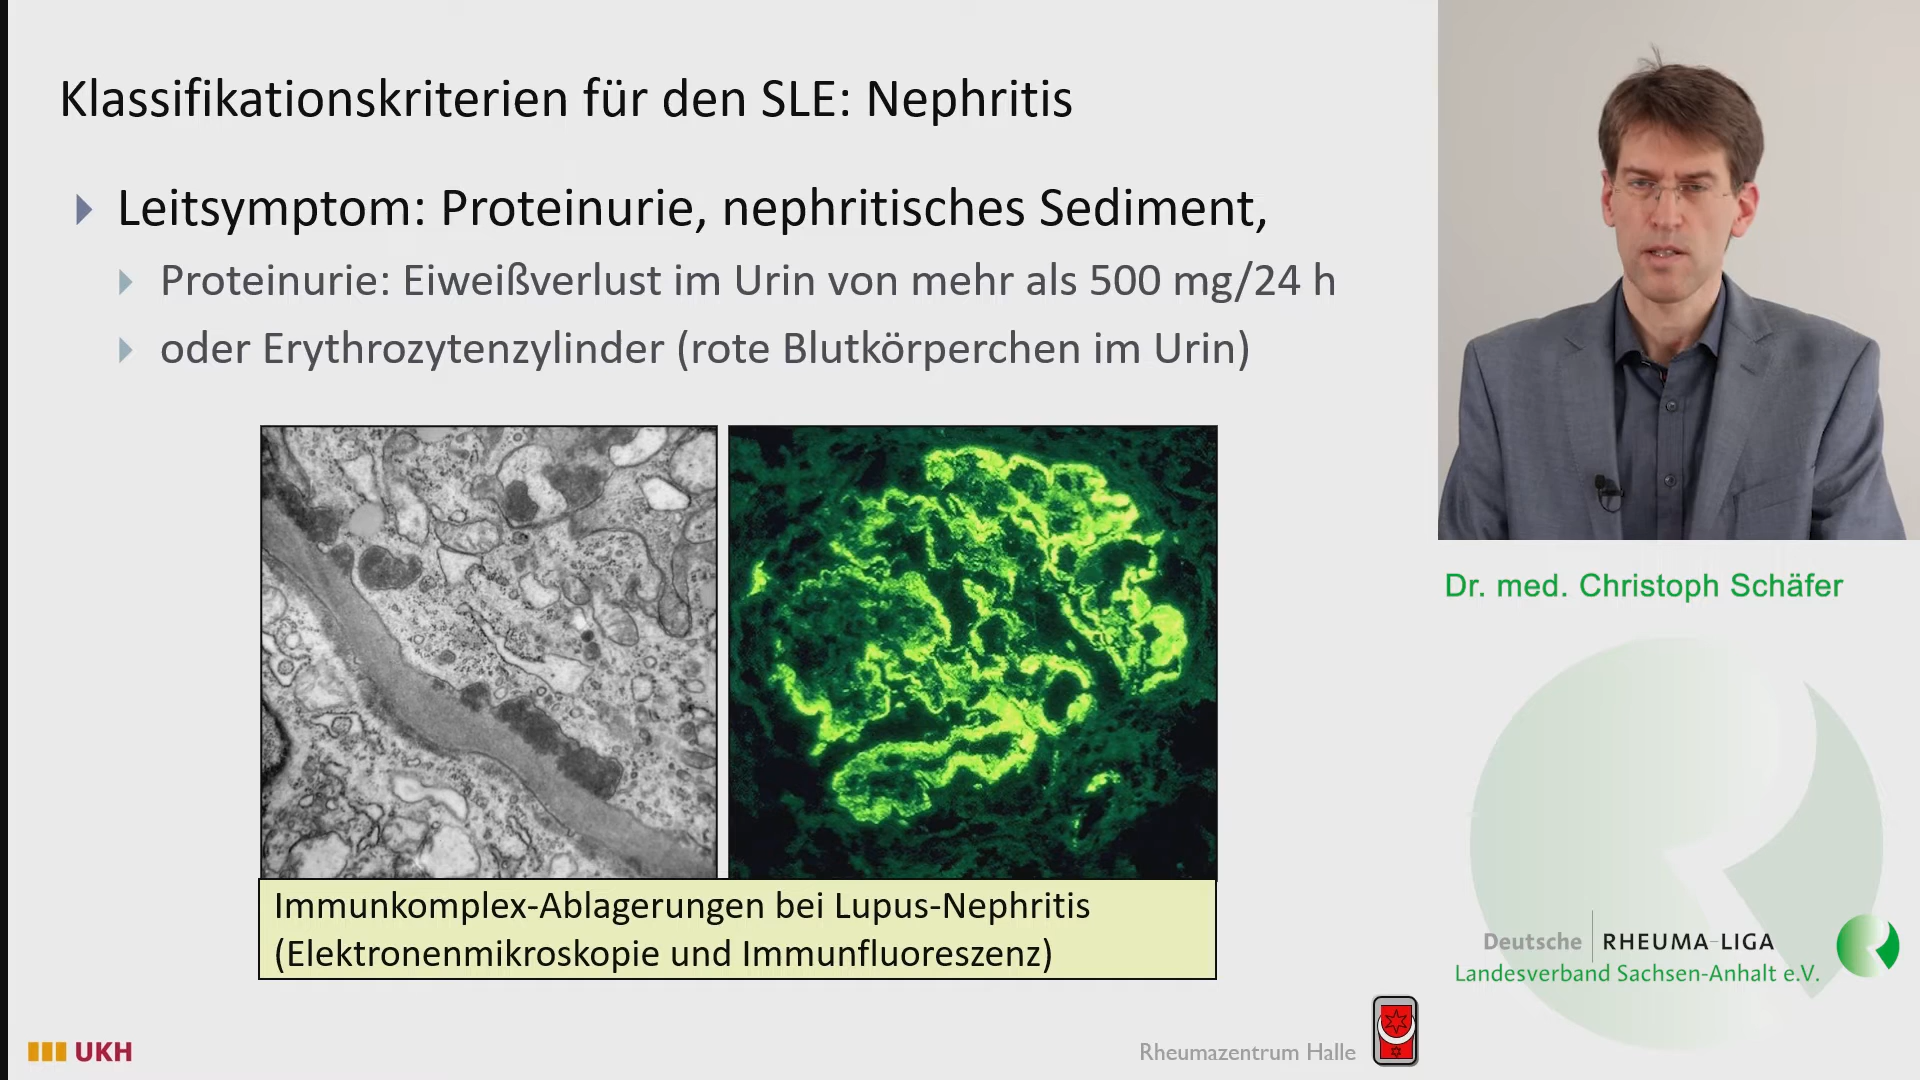 Klassifikationskriterien für den SLE: Nephritis
Leitsymptom: Proteinurie, nephritisches Sediment,
Proteinurie: Eiweißverlust im Urin von mehr als 500 mg/24 h
oder Erythrozytenzylinder (rote Blutkörperchen im Urin)
Immunkomplex-Ablagerungen bei Lupus-Nephritis
(Elektronenmikroskopie und Immunfluoreszenz)
UKH
Rheumazentrum Halle
Dr. med. Christoph Schäfer
Deutsche RHEUMA-LIGA
Landesverband Sachsen-Anhalt e.V.